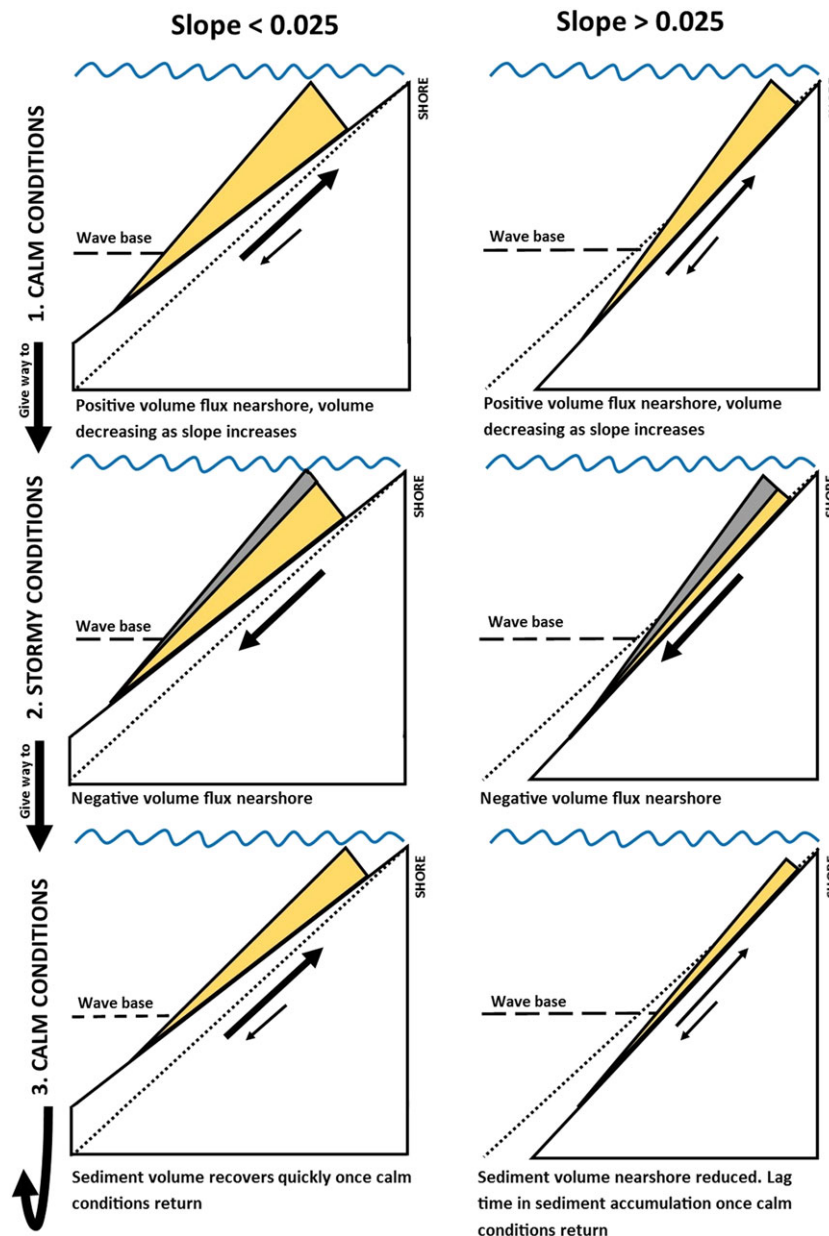 Slope < 0.025
Slope > 0.025
1. CALM CONDITIONS
SHORE
Wave base
Positive volume flux nearshore, volume
decreasing as slope increases
Wave base
Positive volume flux nearshore, volume
decreasing as slope increases
Give way to
2. STORMY CONDITIONS
SHORE
Wave base
Negative volume flux nearshore
SHORE
Wave base
Negative volume flux nearshore
Give way to
3. CALM CONDITIONS
SHORE
Wave base
Sediment volume recovers quickly once calm
conditions return
SHORE
Wave base
Sediment volume nearshore reduced. Lag
time in sediment accumulation once calm
conditions return